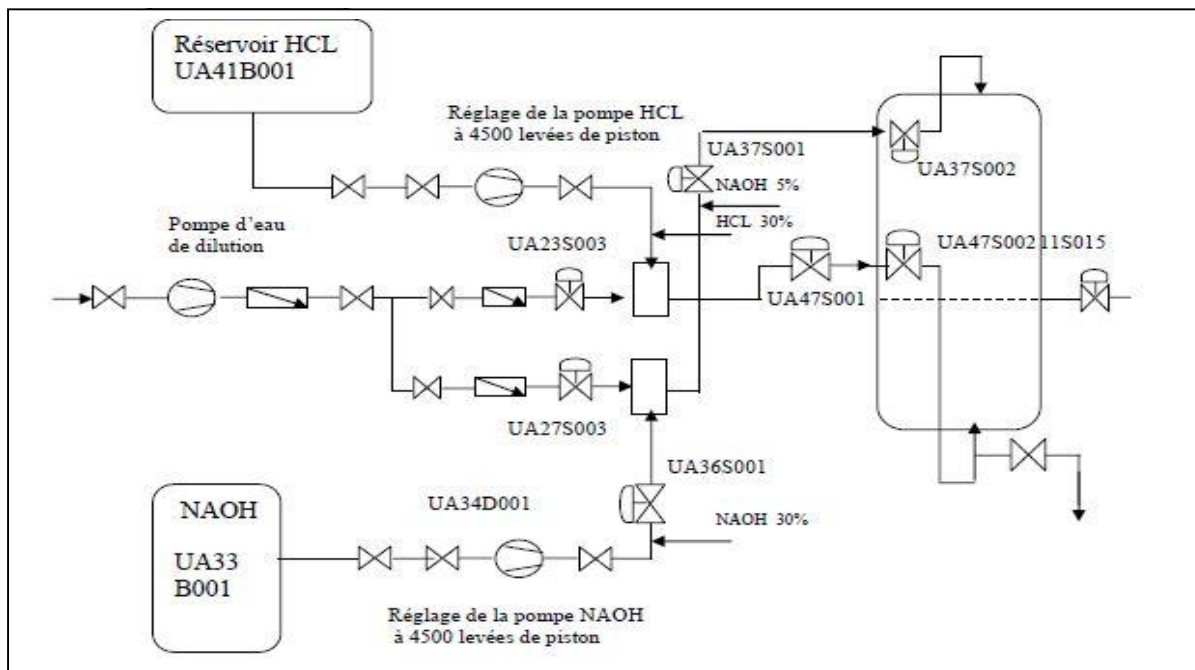 Réservoir HCL
UA41B001
Réglage de la pompe HCL
à 4500 levées de piston
UA37S001
UA37S002
NAOH 5%
HCL 30%
Pompe d'eau
de dilution
UA23S003
UA47S00211S015
UA47S001
UA27S003
UA36S001
NAOH
UA33
B001
UA34D001
NAOH 30%
Réglage de la pompe NAOH
à 4500 levées de piston